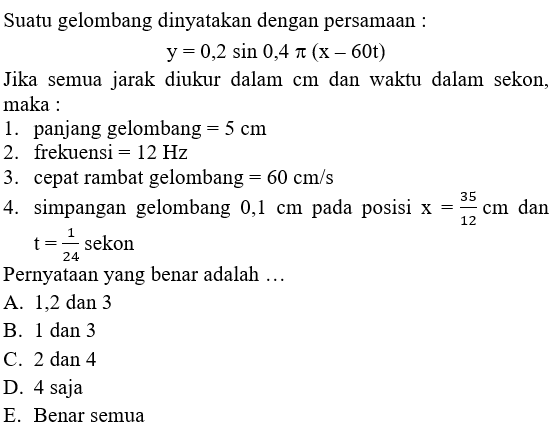 Suatu gelombang dinyatakan dengan persamaan :
y = 0,2 sin 0,4 π (x – 60t)
Jika semua jarak diukur dalam cm dan waktu dalam sekon,
maka :
1. panjang gelombang = 5 cm
2. frekuensi = 12 Hz
3. cepat rambat gelombang = 60 cm/s
4. simpangan gelombang 0,1 cm pada posisi x = 35/12 cm dan
t = 1/24 sekon
Pernyataan yang benar adalah …
A. 1,2 dan 3
B. 1 dan 3
C. 2 dan 4
D. 4 saja
E. Benar semua